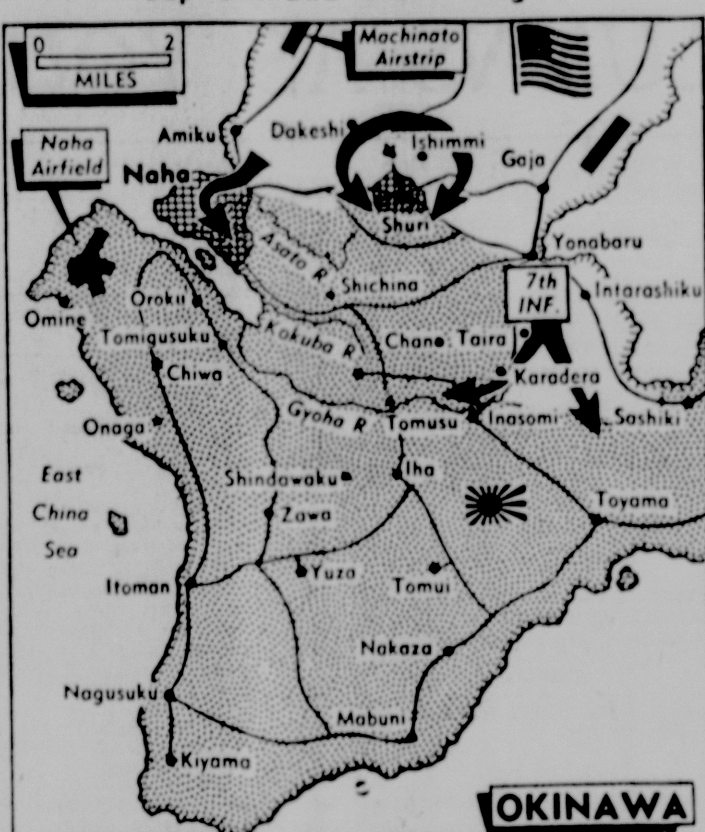 0 2
MILES
Machinato
Airstrip
Naha
Airfield
Amiku
Dakeshi
Ishimmi
Gaja
Naha
Shuri
Yonabaru
Asato R
Shichina
7th
INF.
Intarashiku
Omine
Orokii
Tomigusuku
Kokuba R
Chano
Taira
Chiwa
Karadera
Gyoha R
Tomusu
Inasomi
Sashiki
Onaga
East
China
Sea
Shindawaku
Iha
Zawa
Toyama
Itoman
Yuza
Tomui
Nakaza
Nagusuku
Mabuni
Kiyama
OKINAWA